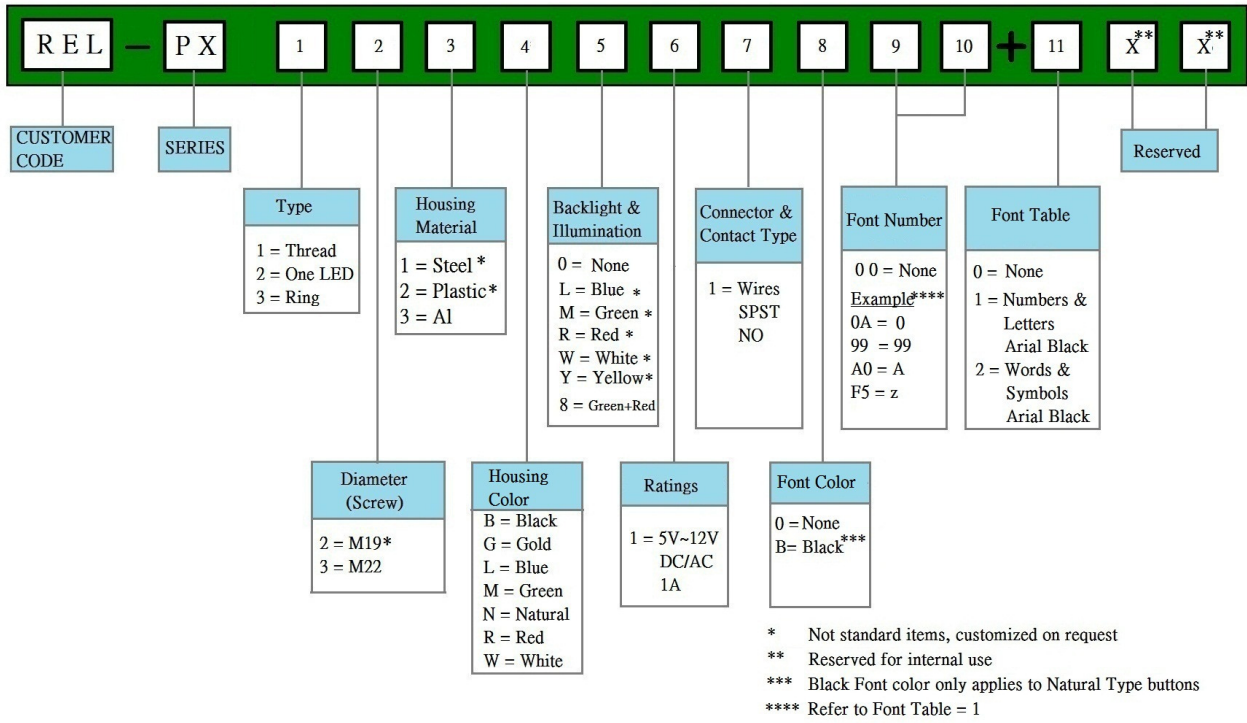 REL - PX 1 2 3 4 5 6 7 8 9 10 + 11 X** X**
CUSTOMER
CODE
SERIES
Reserved
Type
1 = Thread
2 = One LED
3 = Ring
Housing
Material
1 = Steel*
2 = Plastic*
3 = Al
Backlight &
Illumination
0 = None
L = Blue *
M = Green *
R = Red *
W = White *
Y = Yellow*
8 = Green+Red
Connector &
Contact Type
1 = Wires
SPST
NO
Font Number
0 0 = None
Example****
0A = 0
99 = 99
A0 = A
F5 = z
Font Table
0 = None
1 = Numbers &
Letters
Arial Black
2 = Words &
Symbols
Arial Black
Diameter
(Screw)
2 = M19*
3 = M22
Housing
Color
B = Black
G = Gold
L = Blue
M = Green
N = Natural
R = Red
W = White
Ratings
1 = 5V~12V
DC/AC
1A
Font Color
0 = None
B= Black***
* Not standard items, customized on request
** Reserved for internal use
*** Black Font color only applies to Natural Type buttons
**** Refer to Font Table = 1